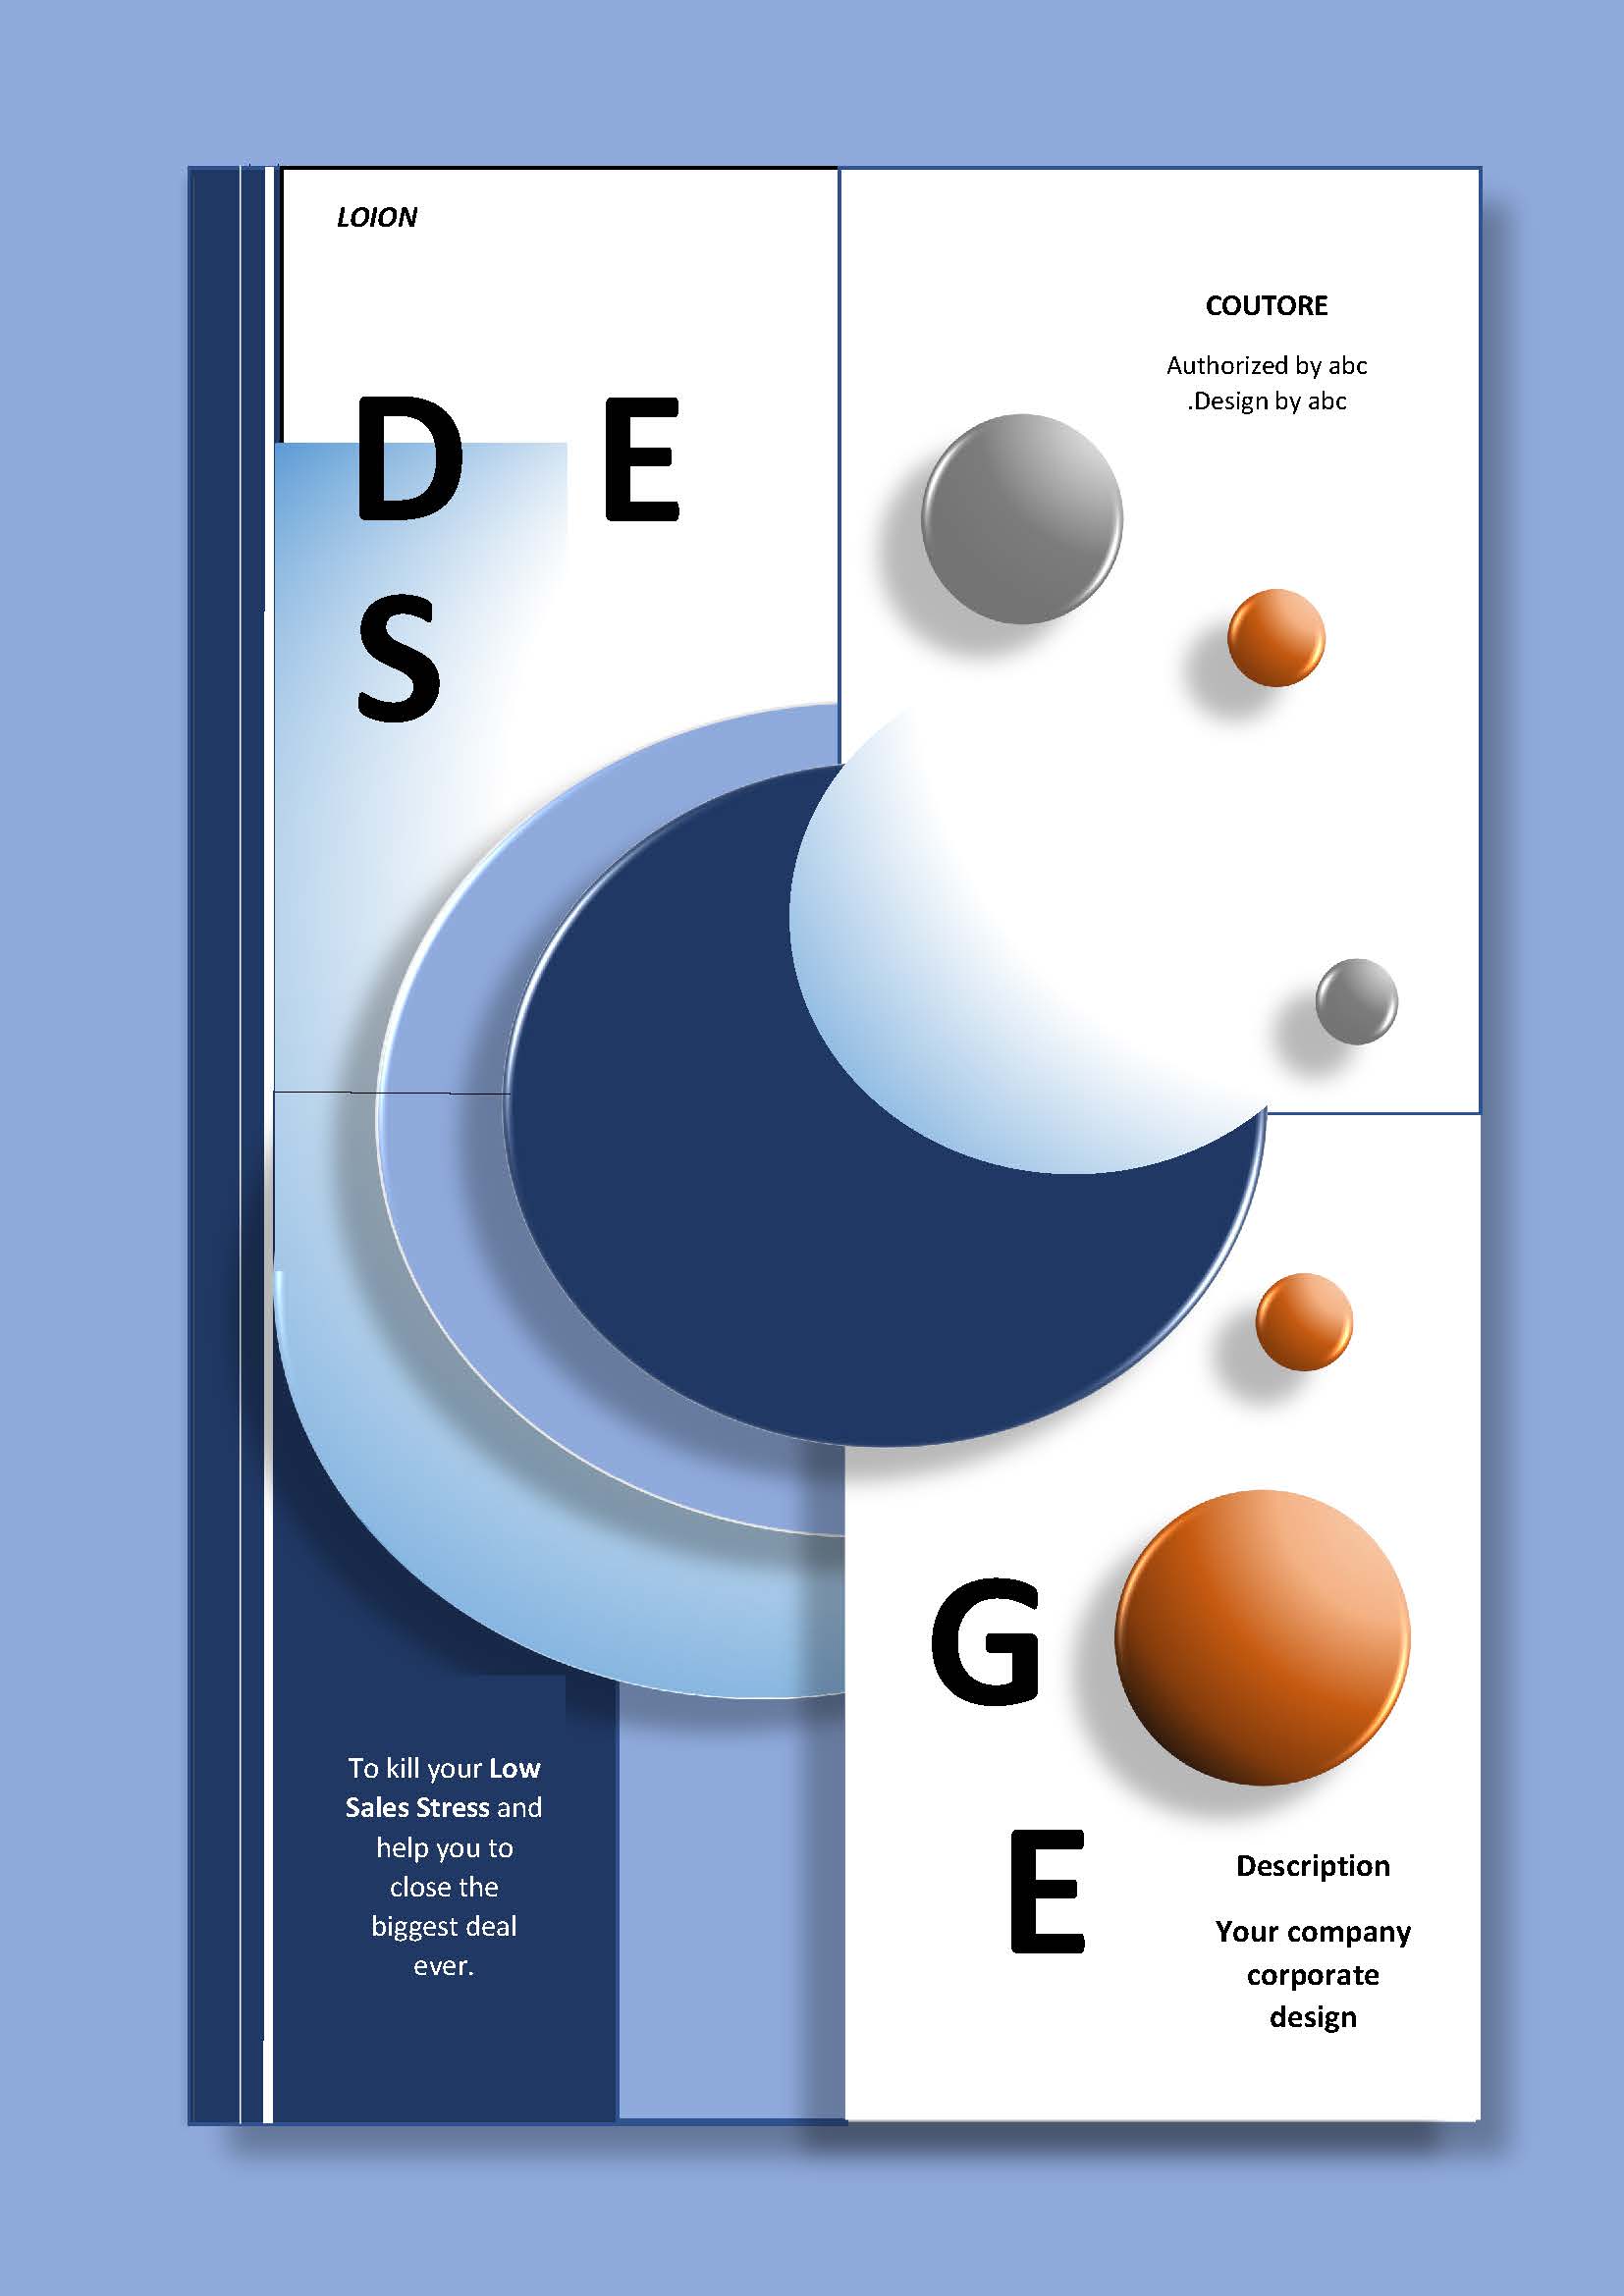 LOION
COUTORE
Authorized by abc
.Design by abc
D E
S
G
E
To kill your Low
Sales Stress and
help you to
close the
biggest deal
ever.
Description
Your company
corporate
design